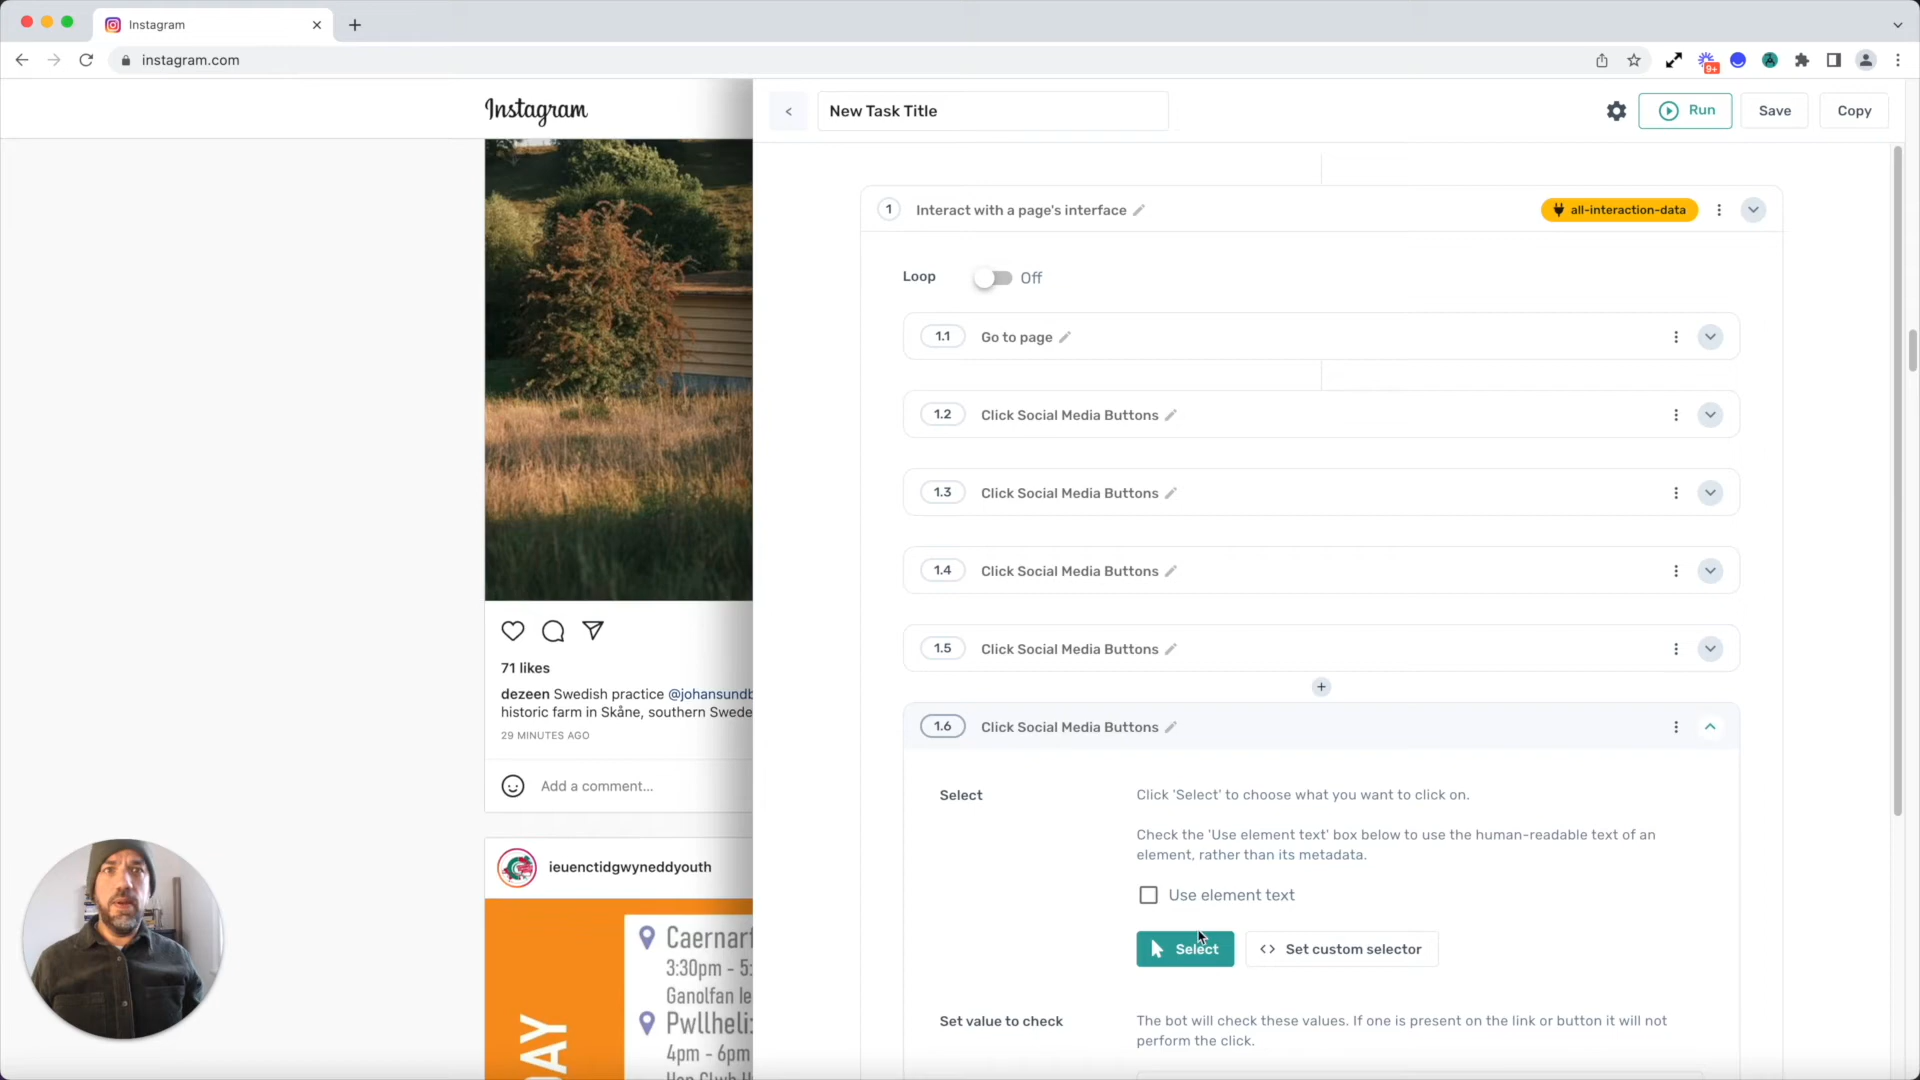 Instagram
instagram.com
9+
Instagram
New Task Title
Run
Save
Copy
1
Interact with a page's interface
all-interaction-data
Loop
Off
1.1
Go to page
1.2
Click Social Media Buttons
1.3
Click Social Media Buttons
1.4
Click Social Media Buttons
1.5
Click Social Media Buttons
1.6
Click Social Media Buttons
Select
Click 'Select' to choose what you want to click on.
Check the 'Use element text' box below to use the human-readable text of an
element, rather than its metadata.
Use element text
Select
Set custom selector
Set value to check
The bot will check these values. If one is present on the link or button it will not
perform the click.
71 likes
dezeen Swedish practice @johansundb
historic farm in Skåne, southern Swede
29 MINUTES AGO
Add a comment...
ieuenctidgwyneddyouth
Caernarf
3:30pm - 5:
Ganolfan Ie
Pwllheli:
4pm - 6pm
DAY